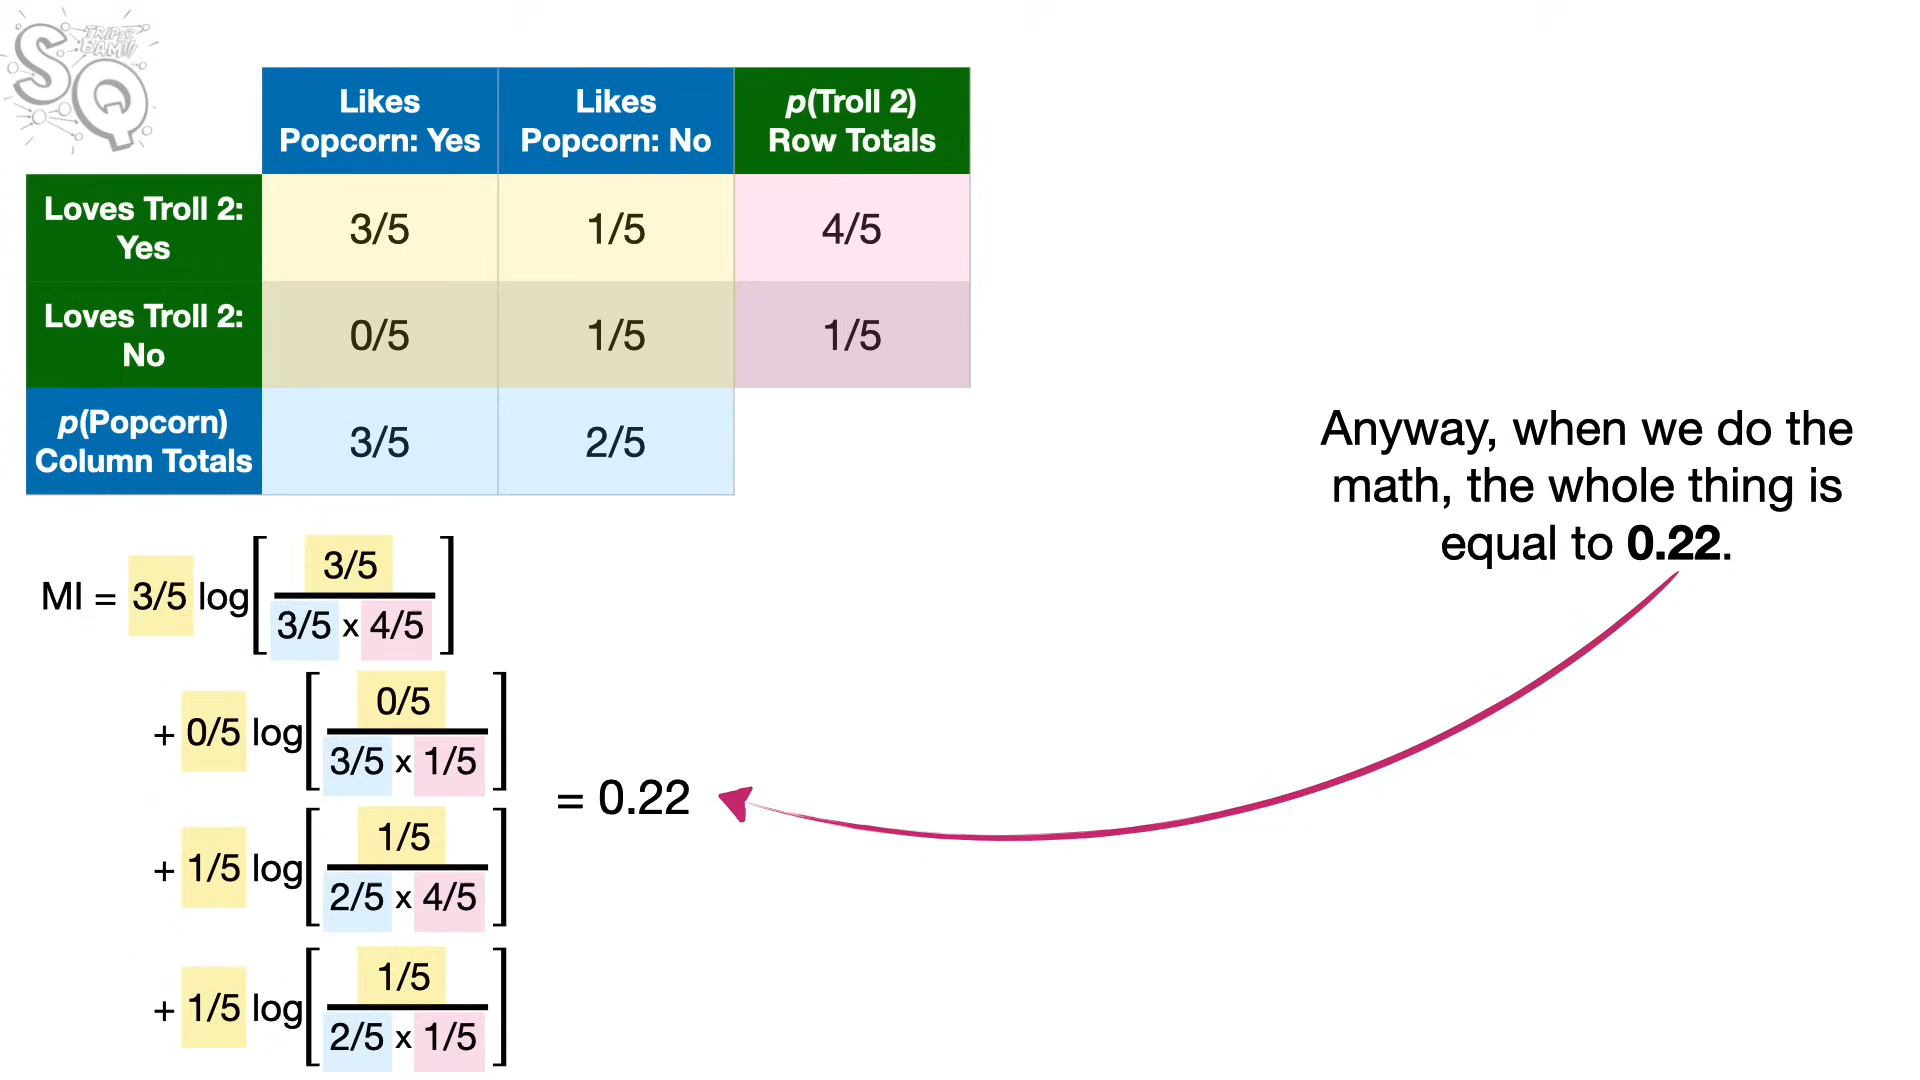 SQ
TRIPLE
BAM!!!
Likes
Popcorn: Yes
Likes
Popcorn: No
p(Troll 2)
Row Totals
Loves Troll 2:
Yes
3/5
1/5
4/5
Loves Troll 2:
No
0/5
1/5
1/5
p(Popcorn)
Column Totals
3/5
2/5
Anyway, when we do the
math, the whole thing is
equal to 0.22.
MI = 3/5 log[
3/5
3/5 x 4/5
]
+ 0/5 log[
0/5
3/5 x 1/5
]
+ 1/5 log[
1/5
2/5 x 4/5
]
+ 1/5 log[
1/5
2/5 x 1/5
]
= 0.22